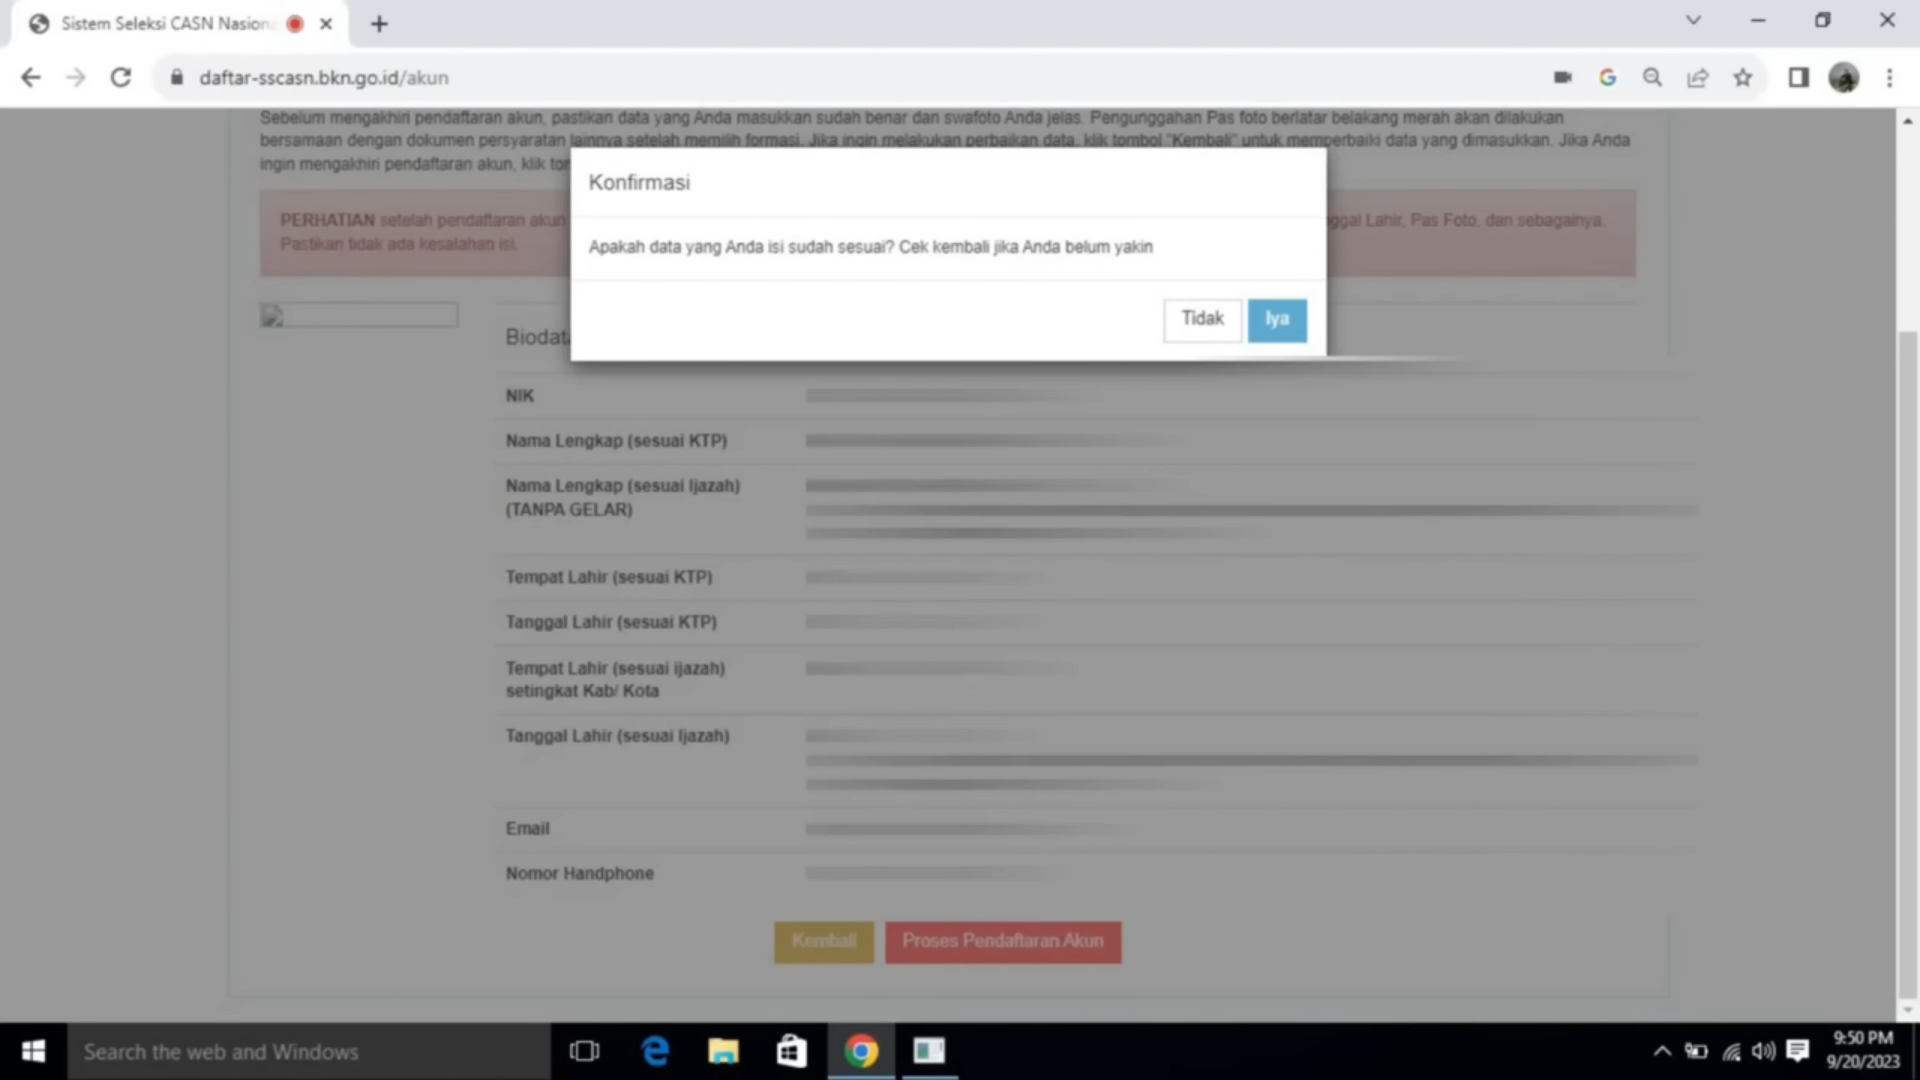 Sistem Seleksi CASN Nasion
daftar-sscasn.bkn.go.id/akun
Sebelum mengakhiri pendaftaran akun, pastikan data yang Anda masukkan sudah benar dan swafoto Anda jelas. Pengunggahan Pas foto berlatar belakang merah akan dilakukan
bersamaan dengan dokumen persyaratan lainnya setelah memilih formasi. Jika ingin melakukan perbaikan data, klik tombol "Kembali" untuk memperbaiki data yang dimasukkan. Jika Anda
ingin mengakhiri pendaftaran akun, klik tom
Konfirmasi
PERHATIAN setelah pendaftaran akun
ggal Lahir, Pas Foto, dan sebagainya.
Pastikan tidak ada kesalahan isi.
Apakah data yang Anda isi sudah sesuai? Cek kembali jika Anda belum yakin
Tidak
Iya
Biodata
NIK
Nama Lengkap (sesuai KTP)
Nama Lengkap (sesuai Ijazah)
(TANPA GELAR)
Tempat Lahir (sesuai KTP)
Tanggal Lahir (sesuai KTP)
Tempat Lahir (sesuai ijazah)
setingkat Kab/ Kota
Tanggal Lahir (sesuai Ijazah)
Email
Nomor Handphone
Kembali
Proses Pendaftaran Akun
Search the web and Windows
9:50 PM
9/20/2023